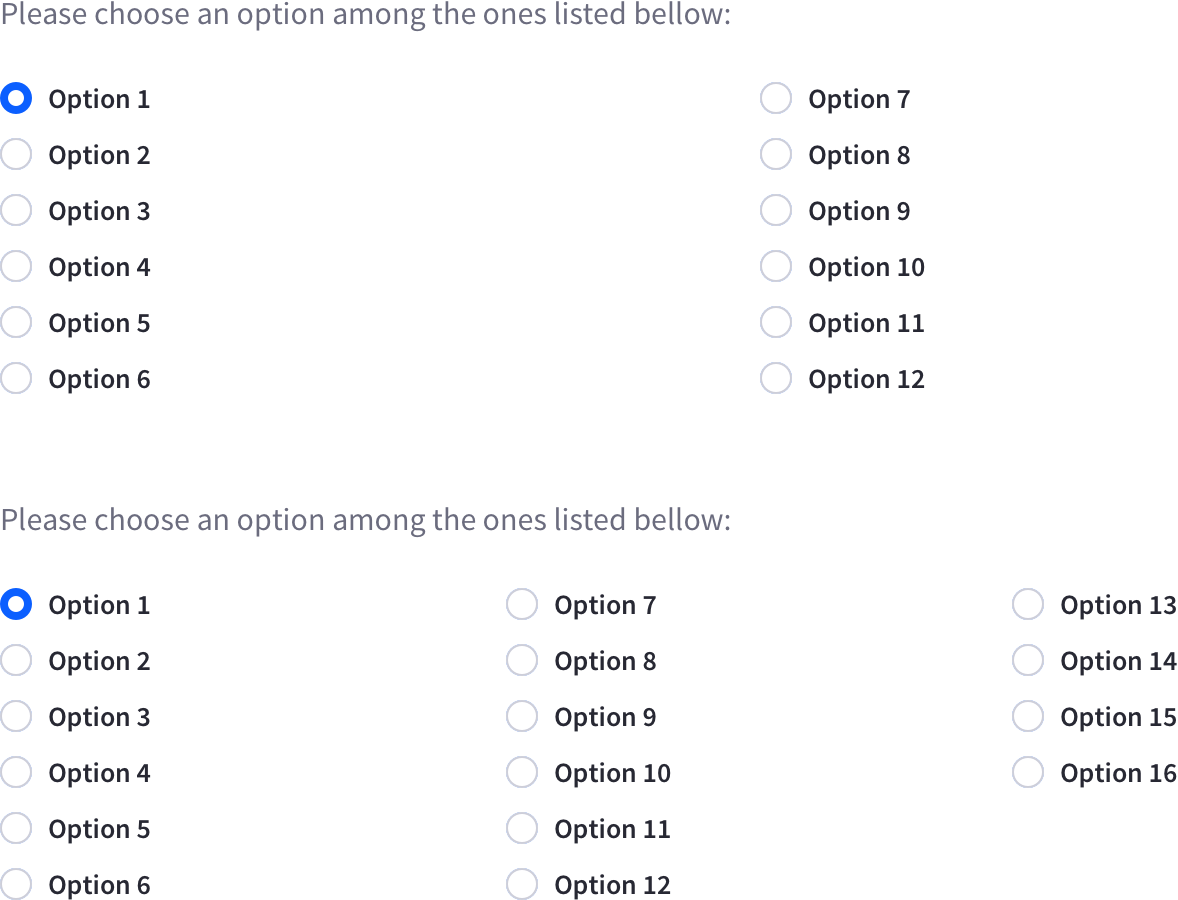 Please choose an option among the ones listed bellow:
Option 1
Option 2
Option 3
Option 4
Option 5
Option 6
Option 7
Option 8
Option 9
Option 10
Option 11
Option 12
Please choose an option among the ones listed bellow:
Option 1
Option 2
Option 3
Option 4
Option 5
Option 6
Option 7
Option 8
Option 9
Option 10
Option 11
Option 12
Option 13
Option 14
Option 15
Option 16